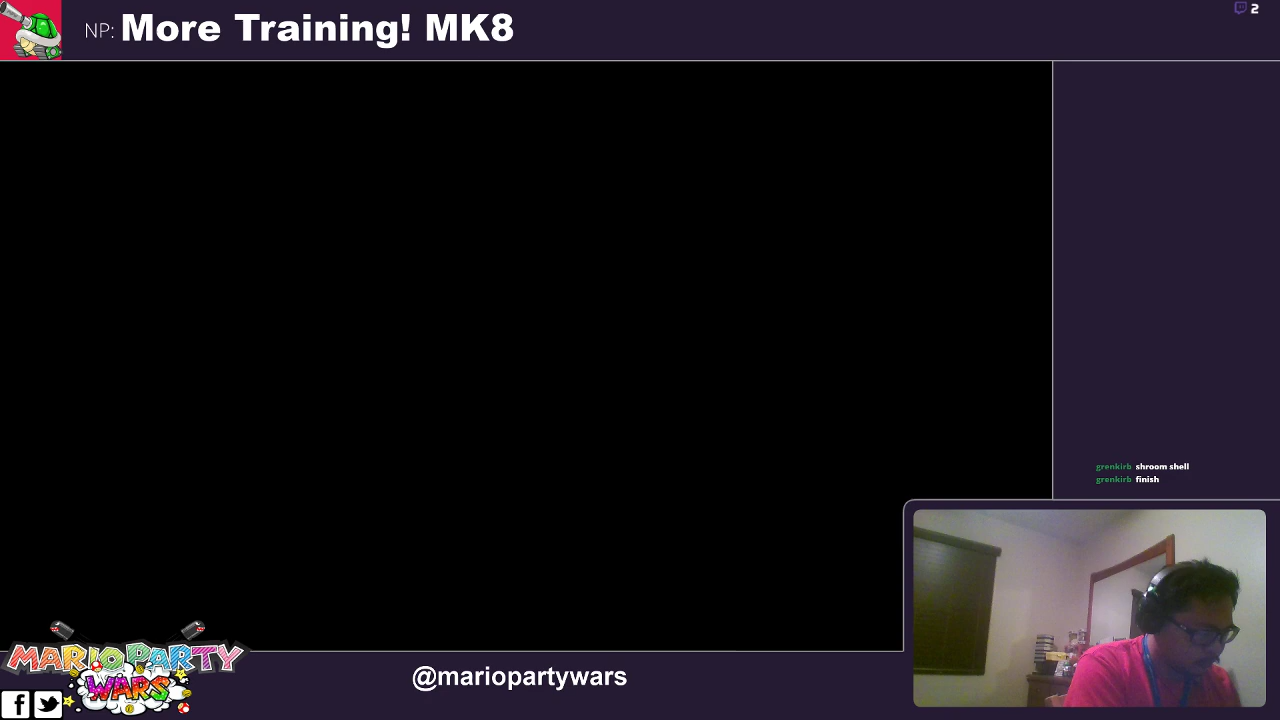 NP: More Training! MK8
2
grenkirb shroom shell
grenkirb finish
MARIO PARTY
WARS
@mariopartywars